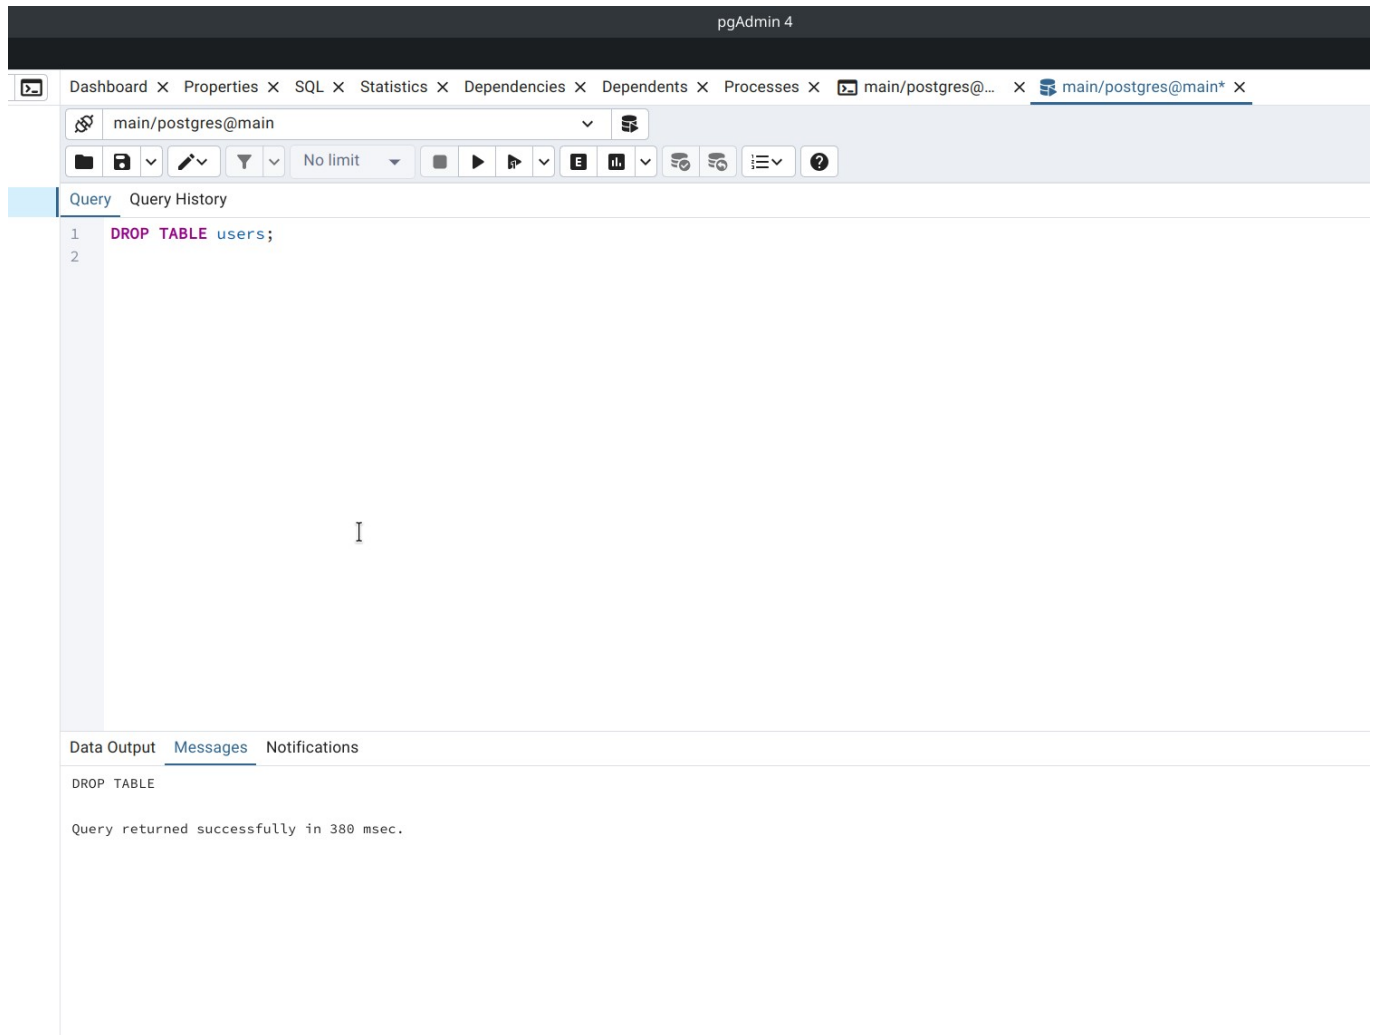 pgAdmin 4
Dashboard Properties SQL Statistics Dependencies Dependents Processes main/postgres@... main/postgres@main*
main/postgres@main
No limit E
Query Query History
1 DROP TABLE users;
2
Data Output Messages Notifications
DROP TABLE
Query returned successfully in 380 msec.